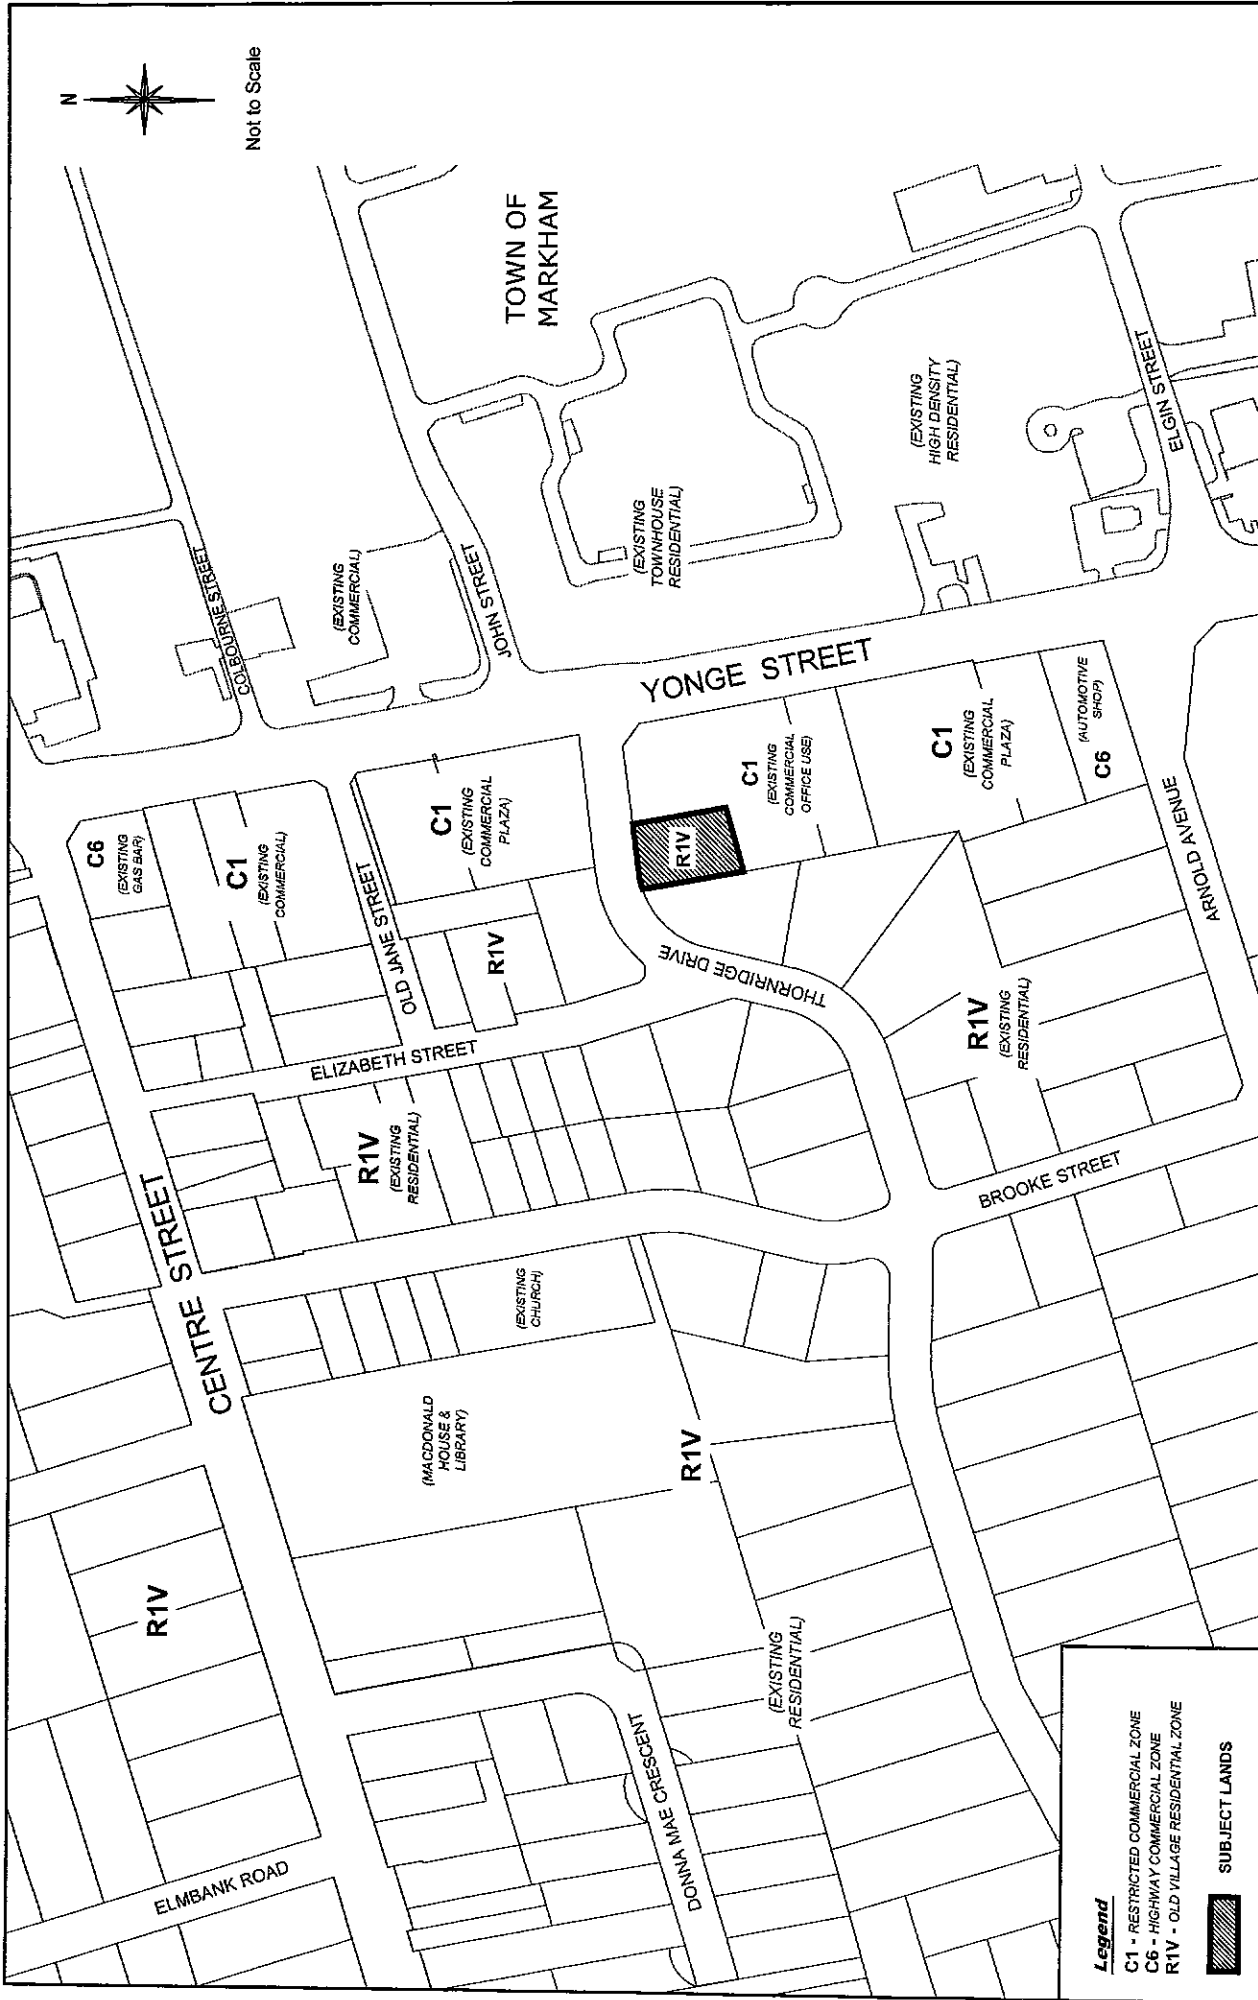 N
Not to Scale
TOWN OF
MARKHAM
COLBOURNE STREET
(EXISTING
COMMERCIAL)
JOHN STREET
(EXISTING
TOWNHOUSE
RESIDENTIAL)
(EXISTING
HIGH DENSITY
RESIDENTIAL)
ELGIN STREET
YONGE STREET
C6
(EXISTING
GAS BAR)
C1
(EXISTING
COMMERCIAL)
OLD JANE STREET
C1
(EXISTING
COMMERCIAL
PLAZA)
R1V
R1V
C1
(EXISTING
COMMERCIAL
OFFICE USE)
C1
(EXISTING
COMMERCIAL
PLAZA)
C6
(AUTOMOTIVE
SHOP)
ARNOLD AVENUE
THORNRIDGE DRIVE
R1V
(EXISTING
RESIDENTIAL)
ELIZABETH STREET
R1V
(EXISTING
RESIDENTIAL)
BROOKE STREET
CENTRE STREET
(EXISTING
CHURCH)
(MACDONALD
HOUSE &
LIBRARY)
R1V
R1V
(EXISTING
RESIDENTIAL)
DONNA MAE CRESCENT
ELMBANK ROAD
Legend
C1 - RESTRICTED COMMERCIAL ZONE
C6 - HIGHWAY COMMERCIAL ZONE
R1V - OLD VILLAGE RESIDENTIAL ZONE
SUBJECT LANDS